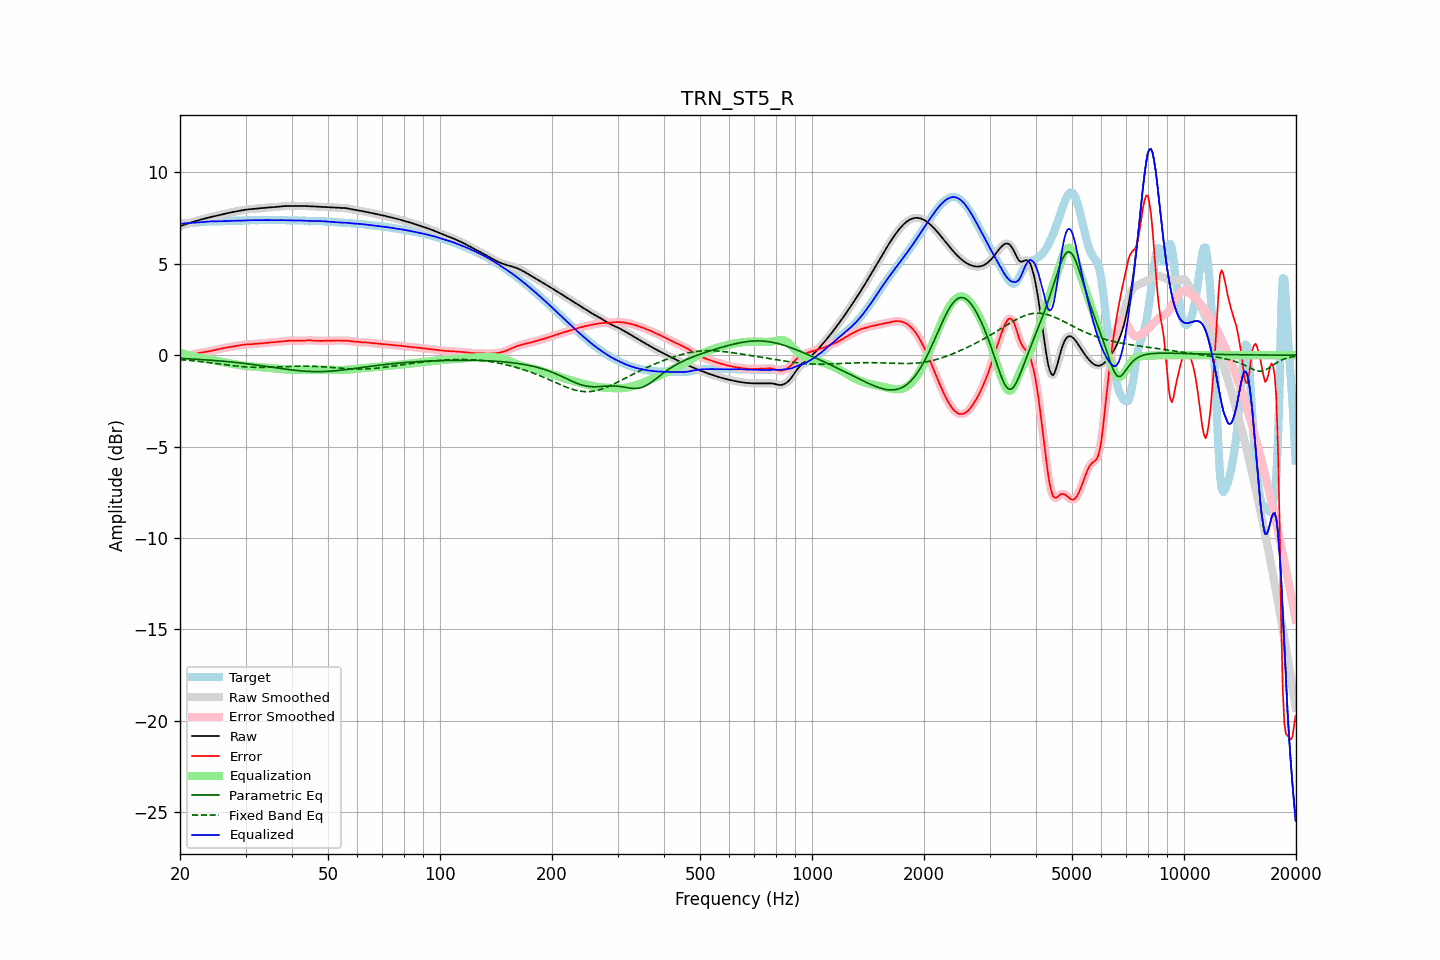 TRN_ST5_R
10
5
0
−5
−10
−15
−20
−25
Amplitude (dBr)
Target
Raw Smoothed
Error Smoothed
Raw
Error
Equalization
Parametric Eq
Fixed Band Eq
Equalized
20 50 100 200 500 1000 2000 5000 10000 20000
Frequency (Hz)